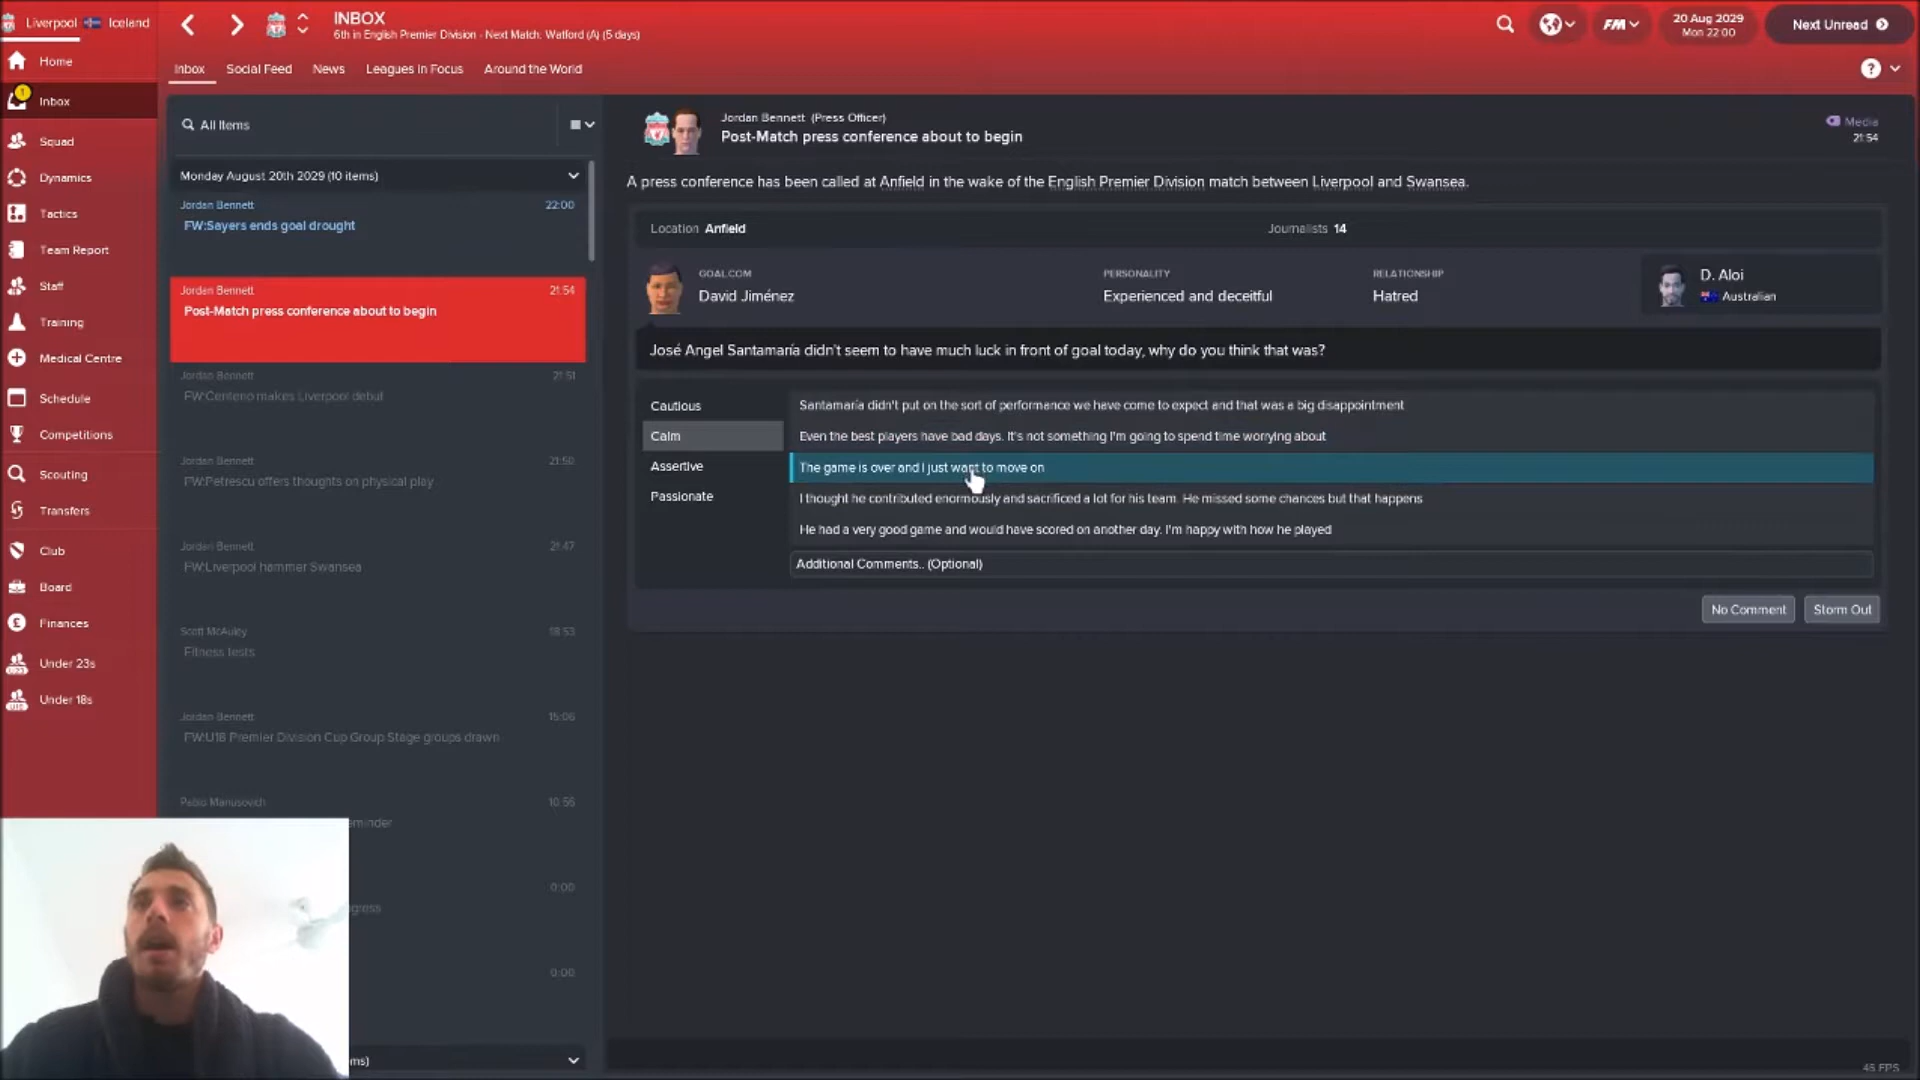 Liverpool Iceland
INBOX
6th in English Premier Division - Next Match: Watford (A) (5 days)
FM
20 Aug 2029
Mon 22:00
Next Unread
Inbox Social Feed News Leagues In Focus Around the World
?
Home
1
Inbox
Squad
Dynamics
Tactics
Team Report
Staff
Training
Medical Centre
Schedule
Competitions
Scouting
Transfers
Club
Board
Finances
Under 23s
Under 18s
All Items
Monday August 20th 2029 (10 items)
Jordan Bennett 22:00
FW:Sayers ends goal drought
Jordan Bennett 21:54
Post-Match press conference about to begin
Jordan Bennett 21:51
FW:Centeno makes Liverpool debut
Jordan Bennett 21:50
FW:Petrescu offers thoughts on physical play
Jordan Bennett 21:47
FW:Liverpool hammer Swansea
Scott McAuley 18:53
Fitness tests
Jordan Bennett 15:06
FW:U18 Premier Division Cup Group Stage groups drawn
Pablo Manusovich 10:56
eminder
0:00
ogress
0:00
ms)
Jordan Bennett (Press Officer)
Post-Match press conference about to begin
Media
21:54
A press conference has been called at Anfield in the wake of the English Premier Division match between Liverpool and Swansea.
Location Anfield Journalists 14
GOAL.COM
David Jiménez
PERSONALITY
Experienced and deceitful
RELATIONSHIP
Hatred
D. Aloi
Australian
José Angel Santamaría didn't seem to have much luck in front of goal today, why do you think that was?
Cautious
Calm
Assertive
Passionate
Santamaría didn't put on the sort of performance we have come to expect and that was a big disappointment
Even the best players have bad days. It's not something I'm going to spend time worrying about
The game is over and I just want to move on
I thought he contributed enormously and sacrificed a lot for his team. He missed some chances but that happens
He had a very good game and would have scored on another day. I'm happy with how he played
Additional Comments.. (Optional)
No Comment Storm Out
45 FPS